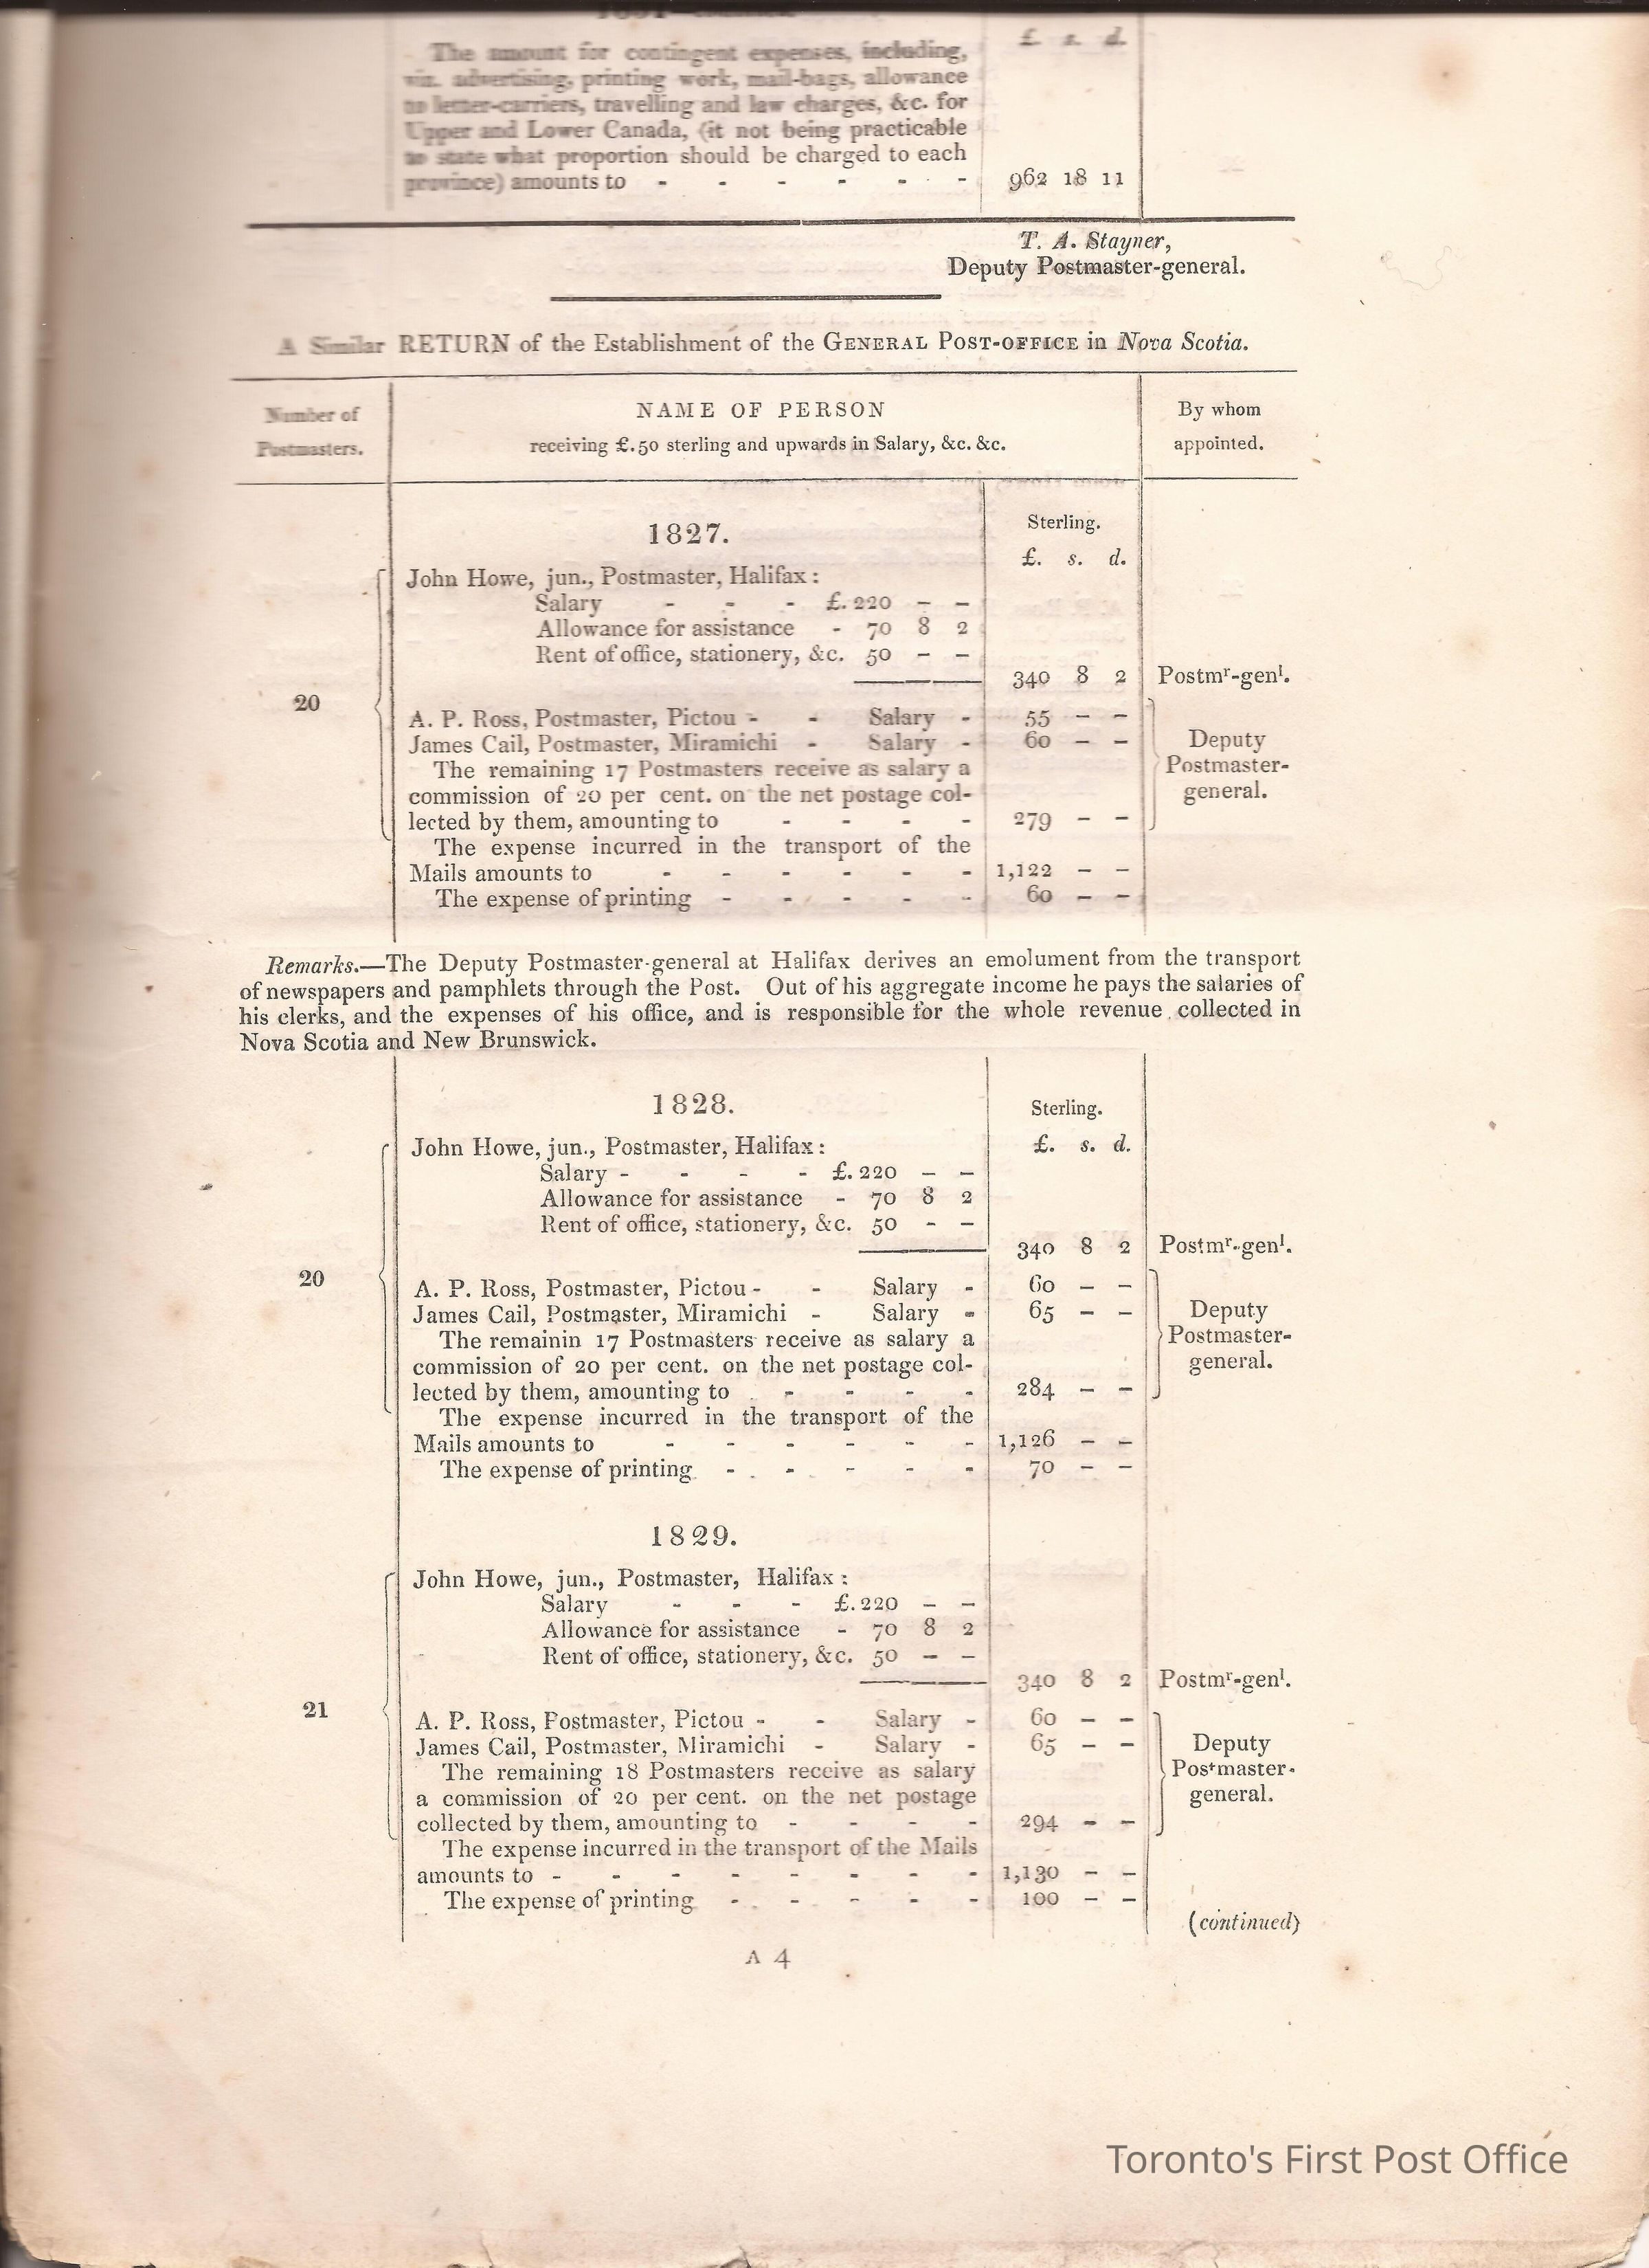 The amount for contingent expenses, including,
£. s. d.
viz. advertising, printing work, mail-bags, allowance
to letter-carriers, travelling and law charges, &c. for
Upper and Lower Canada, (it not being practicable
to state what proportion should be charged to each
province) amounts to - - - - - - 962 18 11
T. A. Stayner,
Deputy Postmaster-general.
A Similar RETURN of the Establishment of the GENERAL POST-OFFICE in Nova Scotia.
Number of Postmasters.
NAME OF PERSON
receiving £.50 sterling and upwards in Salary, &c. &c.
By whom appointed.
1827.
Sterling.
£. s. d.
John Howe, jun., Postmaster, Halifax :
Salary - - - £.220 – –
Allowance for assistance - 70 8 2
Rent of office, stationery, &c. 50 – –
340 8 2 Postmr-genl.
20
A. P. Ross, Postmaster, Pictou - - Salary - 55 – –
James Cail, Postmaster, Miramichi - Salary - 60 – –
Deputy
Postmaster-
general.
The remaining 17 Postmasters receive as salary a
commission of 20 per cent. on the net postage col-
lected by them, amounting to - - - - 279 – –
The expense incurred in the transport of the
Mails amounts to - - - - - - 1,122 – –
The expense of printing - - - - - 60 – –
Remarks.—The Deputy Postmaster-general at Halifax derives an emolument from the transport
of newspapers and pamphlets through the Post. Out of his aggregate income he pays the salaries of
his clerks, and the expenses of his office, and is responsible for the whole revenue collected in
Nova Scotia and New Brunswick.
1828.
Sterling.
£. s. d.
John Howe, jun., Postmaster, Halifax :
Salary - - - - £.220 – –
Allowance for assistance - 70 8 2
Rent of office, stationery, &c. 50 – –
340 8 2 Postmr-genl.
20
A. P. Ross, Postmaster, Pictou - - Salary - 60 – –
James Cail, Postmaster, Miramichi - Salary - 65 – –
Deputy
Postmaster-
general.
The remainin 17 Postmasters receive as salary a
commission of 20 per cent. on the net postage col-
lected by them, amounting to - - - - 284 – –
The expense incurred in the transport of the
Mails amounts to - - - - - - 1,126 – –
The expense of printing - - - - - 70 – –
1829.
John Howe, jun., Postmaster, Halifax :
Salary - - - £.220 – –
Allowance for assistance - 70 8 2
Rent of office, stationery, &c. 50 – –
340 8 2 Postmr-genl.
21
A. P. Ross, Postmaster, Pictou - - Salary - 60 – –
James Cail, Postmaster, Miramichi - Salary - 65 – –
Deputy
Postmaster-
general.
The remaining 18 Postmasters receive as salary
a commission of 20 per cent. on the net postage
collected by them, amounting to - - - - 294 – –
The expense incurred in the transport of the Mails
amounts to - - - - - - - - 1,130 – –
The expense of printing - - - - - 100 – –
(continued)
A 4
Toronto's First Post Office